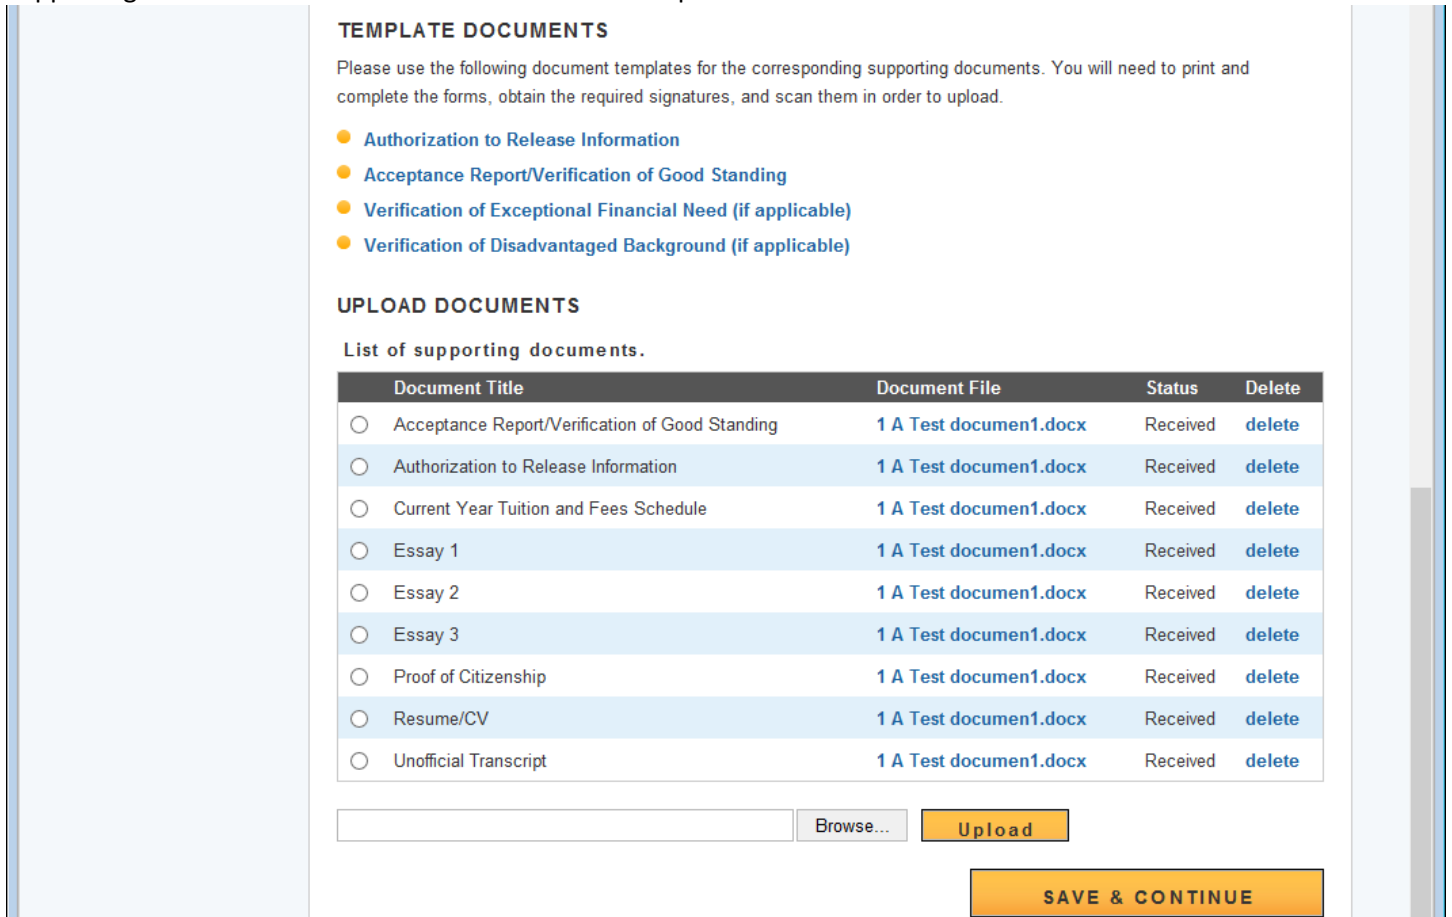 TEMPLATE DOCUMENTS
Please use the following document templates for the corresponding supporting documents. You will need to print and
complete the forms, obtain the required signatures, and scan them in order to upload.
Authorization to Release Information
Acceptance Report/Verification of Good Standing
Verification of Exceptional Financial Need (if applicable)
Verification of Disadvantaged Background (if applicable)
UPLOAD DOCUMENTS
List of supporting documents.
Document Title Document File Status Delete
Acceptance Report/Verification of Good Standing 1 A Test documen1.docx Received delete
Authorization to Release Information 1 A Test documen1.docx Received delete
Current Year Tuition and Fees Schedule 1 A Test documen1.docx Received delete
Essay 1 1 A Test documen1.docx Received delete
Essay 2 1 A Test documen1.docx Received delete
Essay 3 1 A Test documen1.docx Received delete
Proof of Citizenship 1 A Test documen1.docx Received delete
Resume/CV 1 A Test documen1.docx Received delete
Unofficial Transcript 1 A Test documen1.docx Received delete
Browse... Upload
SAVE & CONTINUE